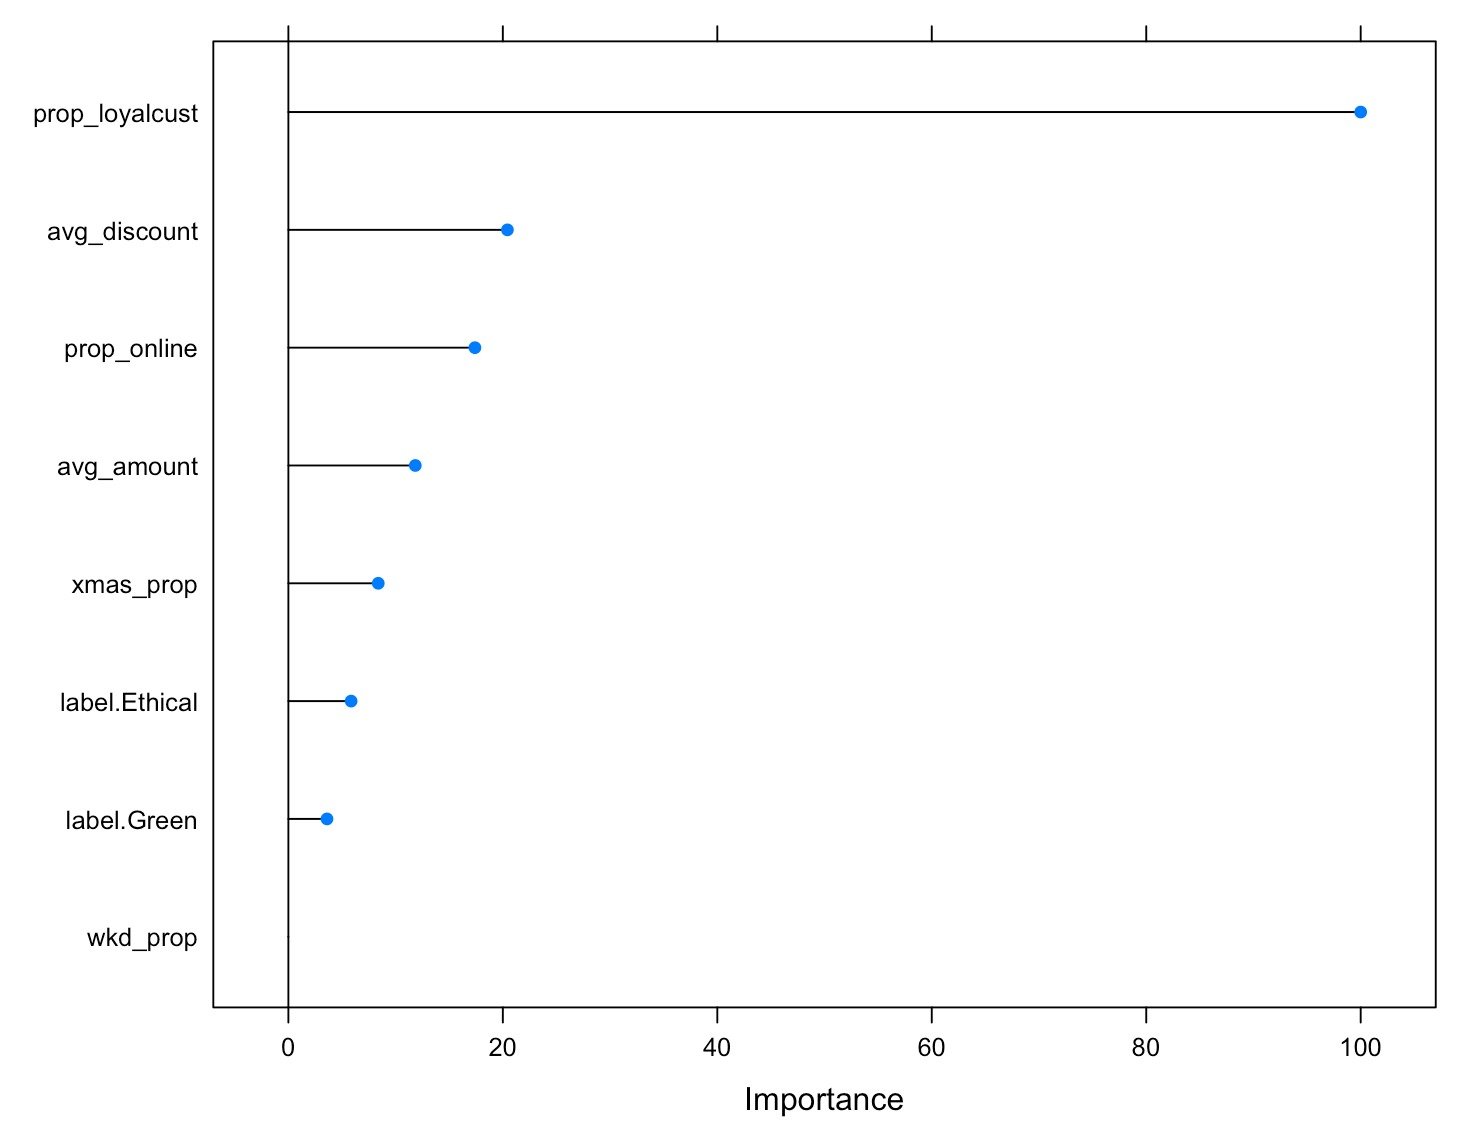 prop_loyalcust
avg_discount
prop_online
avg_amount
xmas_prop
label.Ethical
label.Green
wkd_prop
0 20 40 60 80 100
Importance